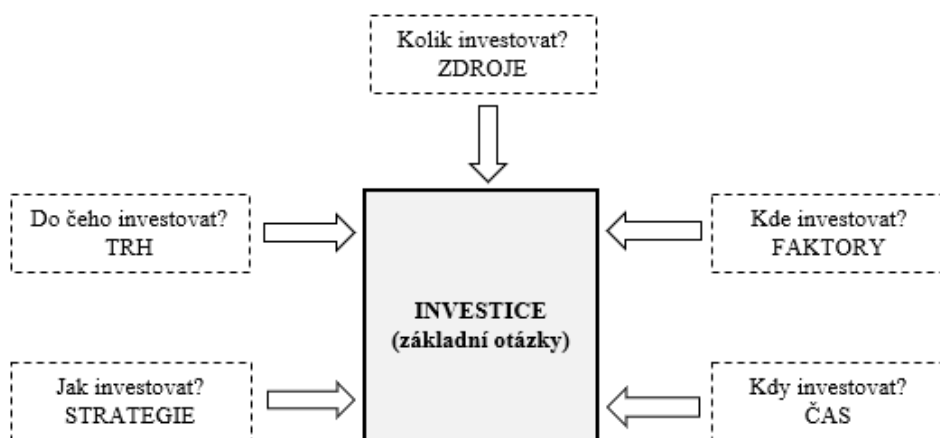 Kolik investovat?
ZDROJE
Do čeho investovat?
TRH
Kde investovat?
FAKTORY
INVESTICE
(základní otázky)
Jak investovat?
STRATEGIE
Kdy investovat?
ČAS